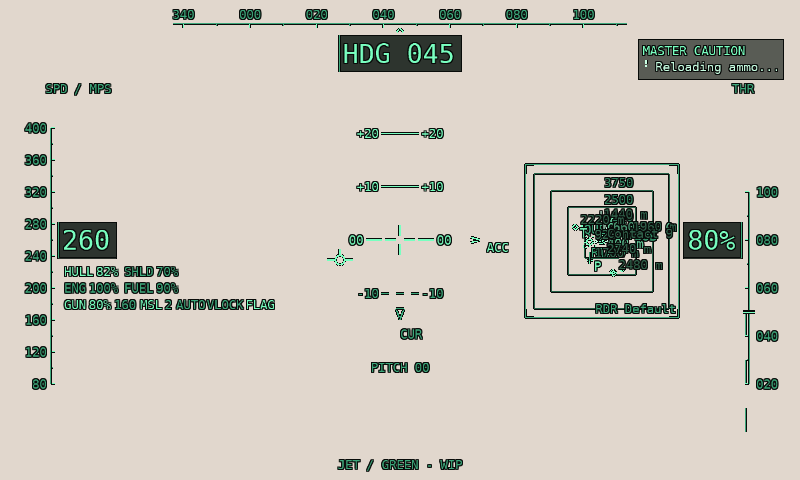 340 000 020 040 060 080 100
HDG 045
MASTER CAUTION
! Reloading ammo...
SPD / MPS
THR
400
360
320
280
240
200
160
120
80
260
HULL 82% SHLD 70%
ENG 100% FUEL 90%
GUN 80% 160 MSL 2 AUTO VLOCK FLAG
+20 +20
+10 +10
00 00
-10 -10
ACC
CUR
PITCH 00
3750
2500
2480 m
P
RDR Default
80%
100
080
060
040
020
JET / GREEN - WIP